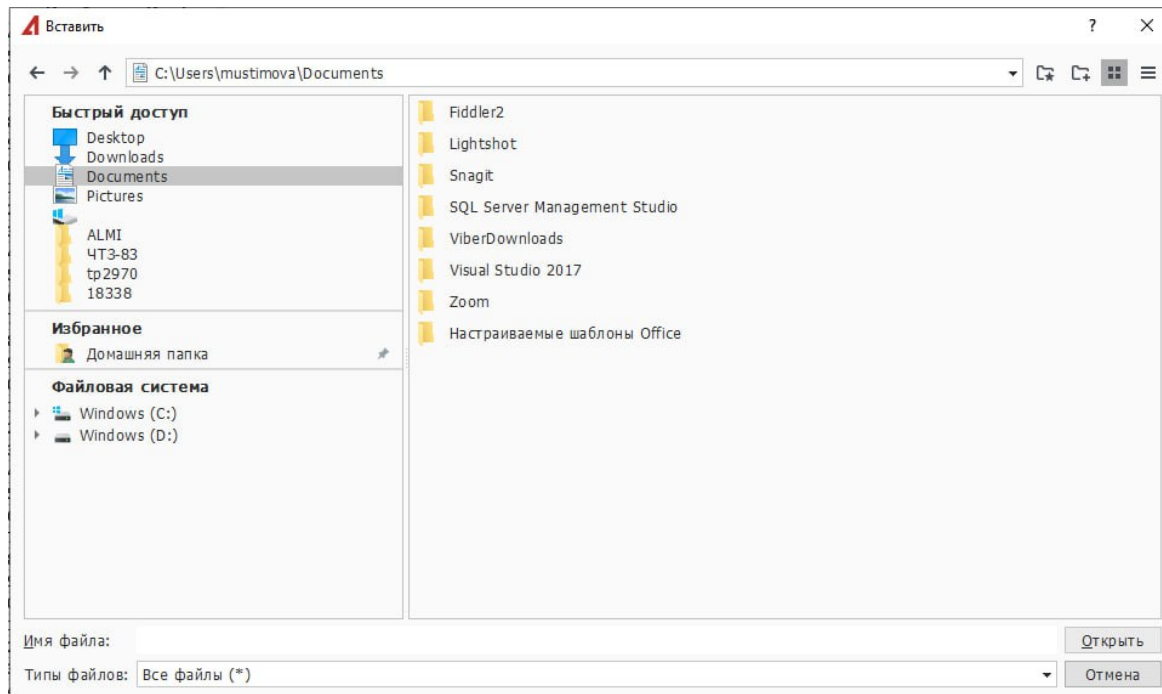 Вставить
C:\Users\mustimova\Documents
Быстрый доступ
Desktop
Downloads
Documents
Pictures
ALMI
ЧТЗ-83
tp2970
18338
Избранное
Домашняя папка
Файловая система
Windows (C:)
Windows (D:)
Fiddler2
Lightshot
Snagit
SQL Server Management Studio
ViberDownloads
Visual Studio 2017
Zoom
Настраиваемые шаблоны Office
Имя файла:
Открыть
Типы файлов: Все файлы (*)
Отмена